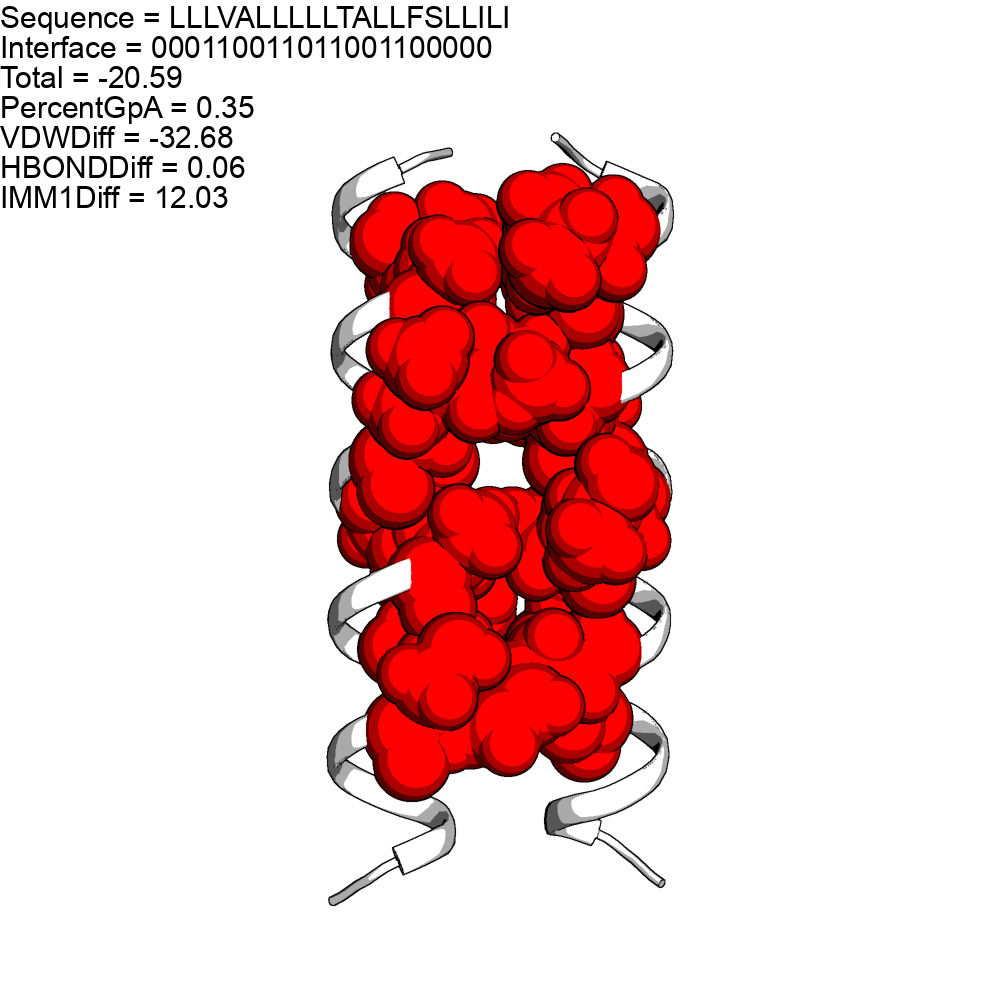 Sequence = LLLVALLLLLTALLFSLLILI
Interface = 000110011011001100000
Total = -20.59
PercentGpA = 0.35
VDWDiff = -32.68
HBONDDiff = 0.06
IMM1Diff = 12.03